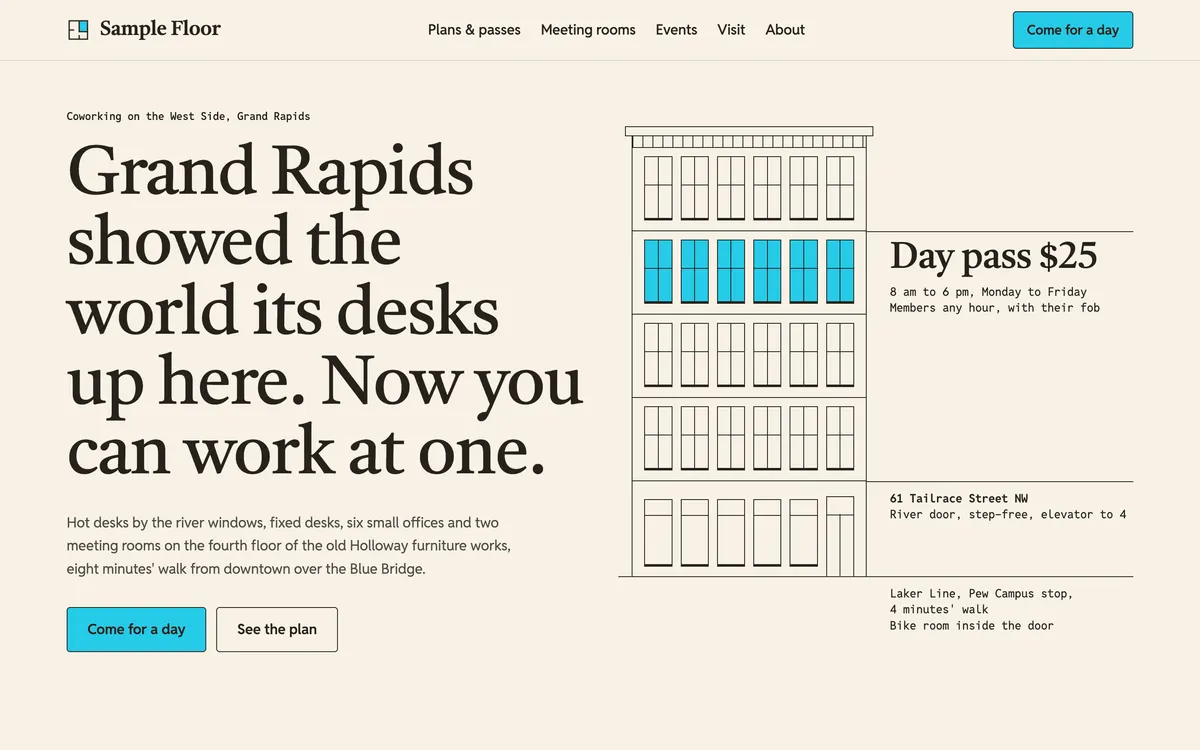 Sample Floor
Plans & passes
Meeting rooms
Events
Visit
About
Come for a day
Coworking on the West Side, Grand Rapids
Grand Rapids
showed the
world its desks
up here. Now you
can work at one.
Hot desks by the river windows, fixed desks, six small offices and two
meeting rooms on the fourth floor of the old Holloway furniture works,
eight minutes' walk from downtown over the Blue Bridge.
Come for a day
See the plan
Day pass $25
8 am to 6 pm, Monday to Friday
Members any hour, with their fob
61 Tailrace Street NW
River door, step-free, elevator to 4
Laker Line, Pew Campus stop,
4 minutes' walk
Bike room inside the door